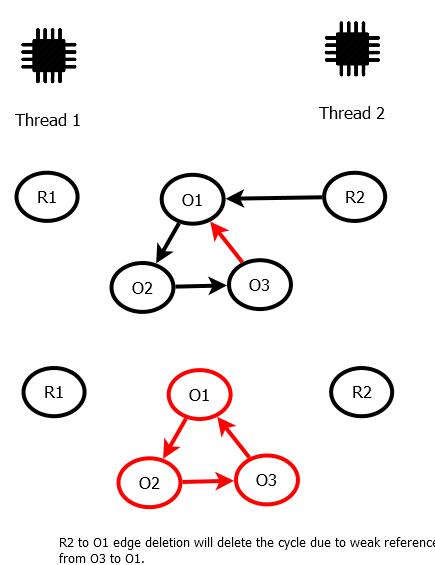 Thread 1
Thread 2
R1
O1
R2
O2
O3
R1
O1
R2
O2
O3
R2 to O1 edge deletion will delete the cycle due to weak reference
from O3 to O1.